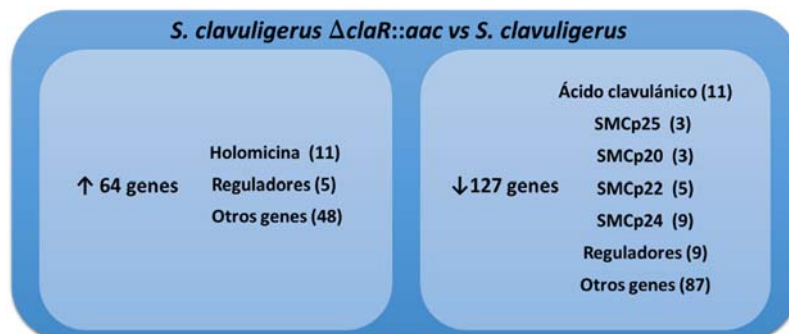 S. clavuligerus ΔclaR::aac vs S. clavuligerus
↑ 64 genes
Holomicina (11)
Reguladores (5)
Otros genes (48)
↓127 genes
Ácido clavulánico (11)
SMCp25 (3)
SMCp20 (3)
SMCp22 (5)
SMCp24 (9)
Reguladores (9)
Otros genes (87)